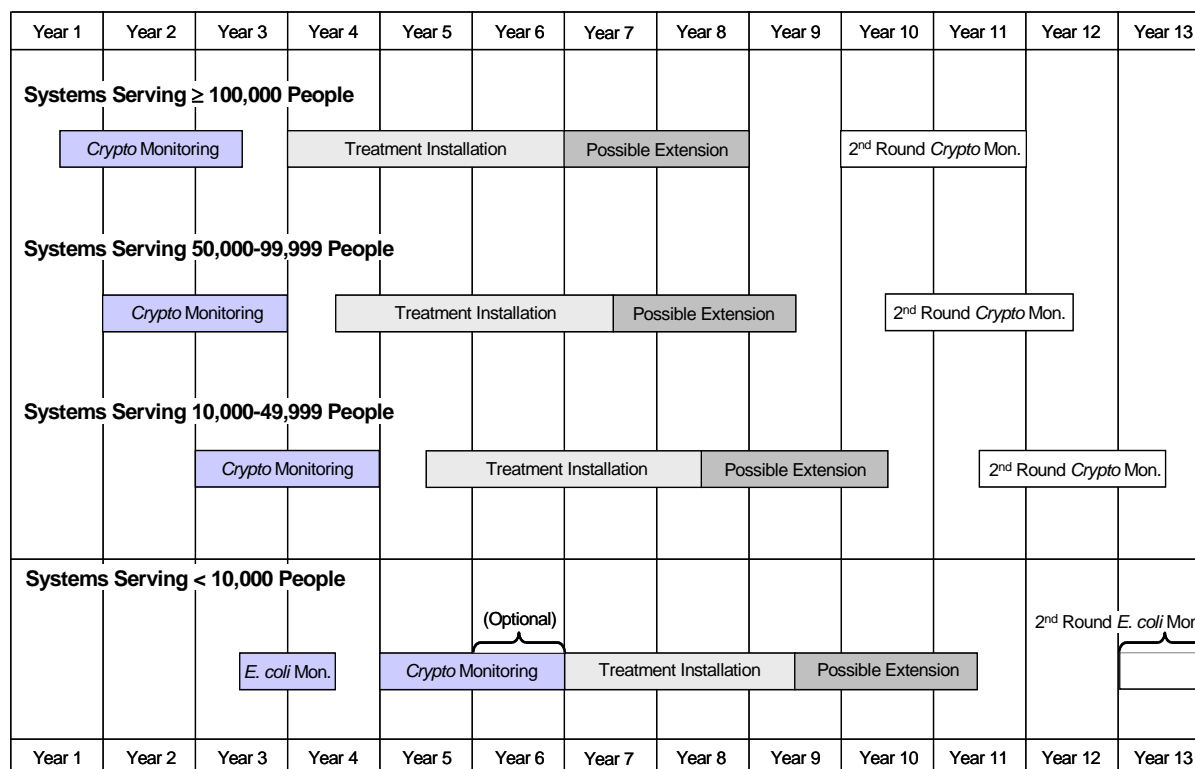 Year 1 Year 2 Year 3 Year 4 Year 5 Year 6 Year 7 Year 8 Year 9 Year 10 Year 11 Year 12 Year 13
Systems Serving ≥ 100,000 People
Crypto Monitoring Treatment Installation Possible Extension 2nd Round Crypto Mon.
Systems Serving 50,000-99,999 People
Crypto Monitoring Treatment Installation Possible Extension 2nd Round Crypto Mon.
Systems Serving 10,000-49,999 People
Crypto Monitoring Treatment Installation Possible Extension 2nd Round Crypto Mon.
Systems Serving < 10,000 People
(Optional) 2nd Round E. coli Mon
E. coli Mon. Crypto Monitoring Treatment Installation Possible Extension
Year 1 Year 2 Year 3 Year 4 Year 5 Year 6 Year 7 Year 8 Year 9 Year 10 Year 11 Year 12 Year 13